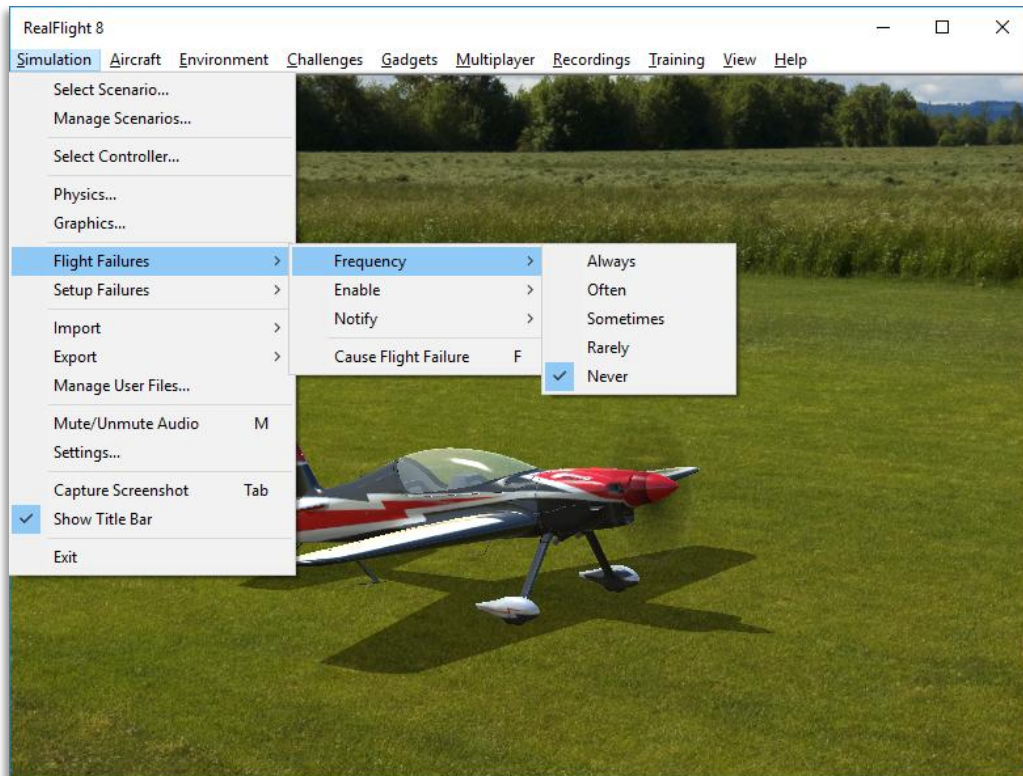 RealFlight 8
Simulation Aircraft Environment Challenges Gadgets Multiplayer Recordings Training View Help
Select Scenario...
Manage Scenarios...
Select Controller...
Physics...
Graphics...
Flight Failures
Setup Failures
Import
Export
Manage User Files...
Mute/Unmute Audio M
Settings...
Capture Screenshot Tab
Show Title Bar
Exit
Frequency
Enable
Notify
Cause Flight Failure F
Always
Often
Sometimes
Rarely
Never